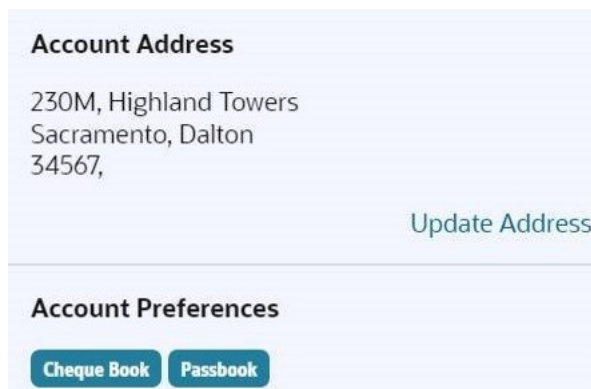 Account Address
230M, Highland Towers
Sacramento, Dalton
34567,
Update Address
Account Preferences
Cheque Book Passbook